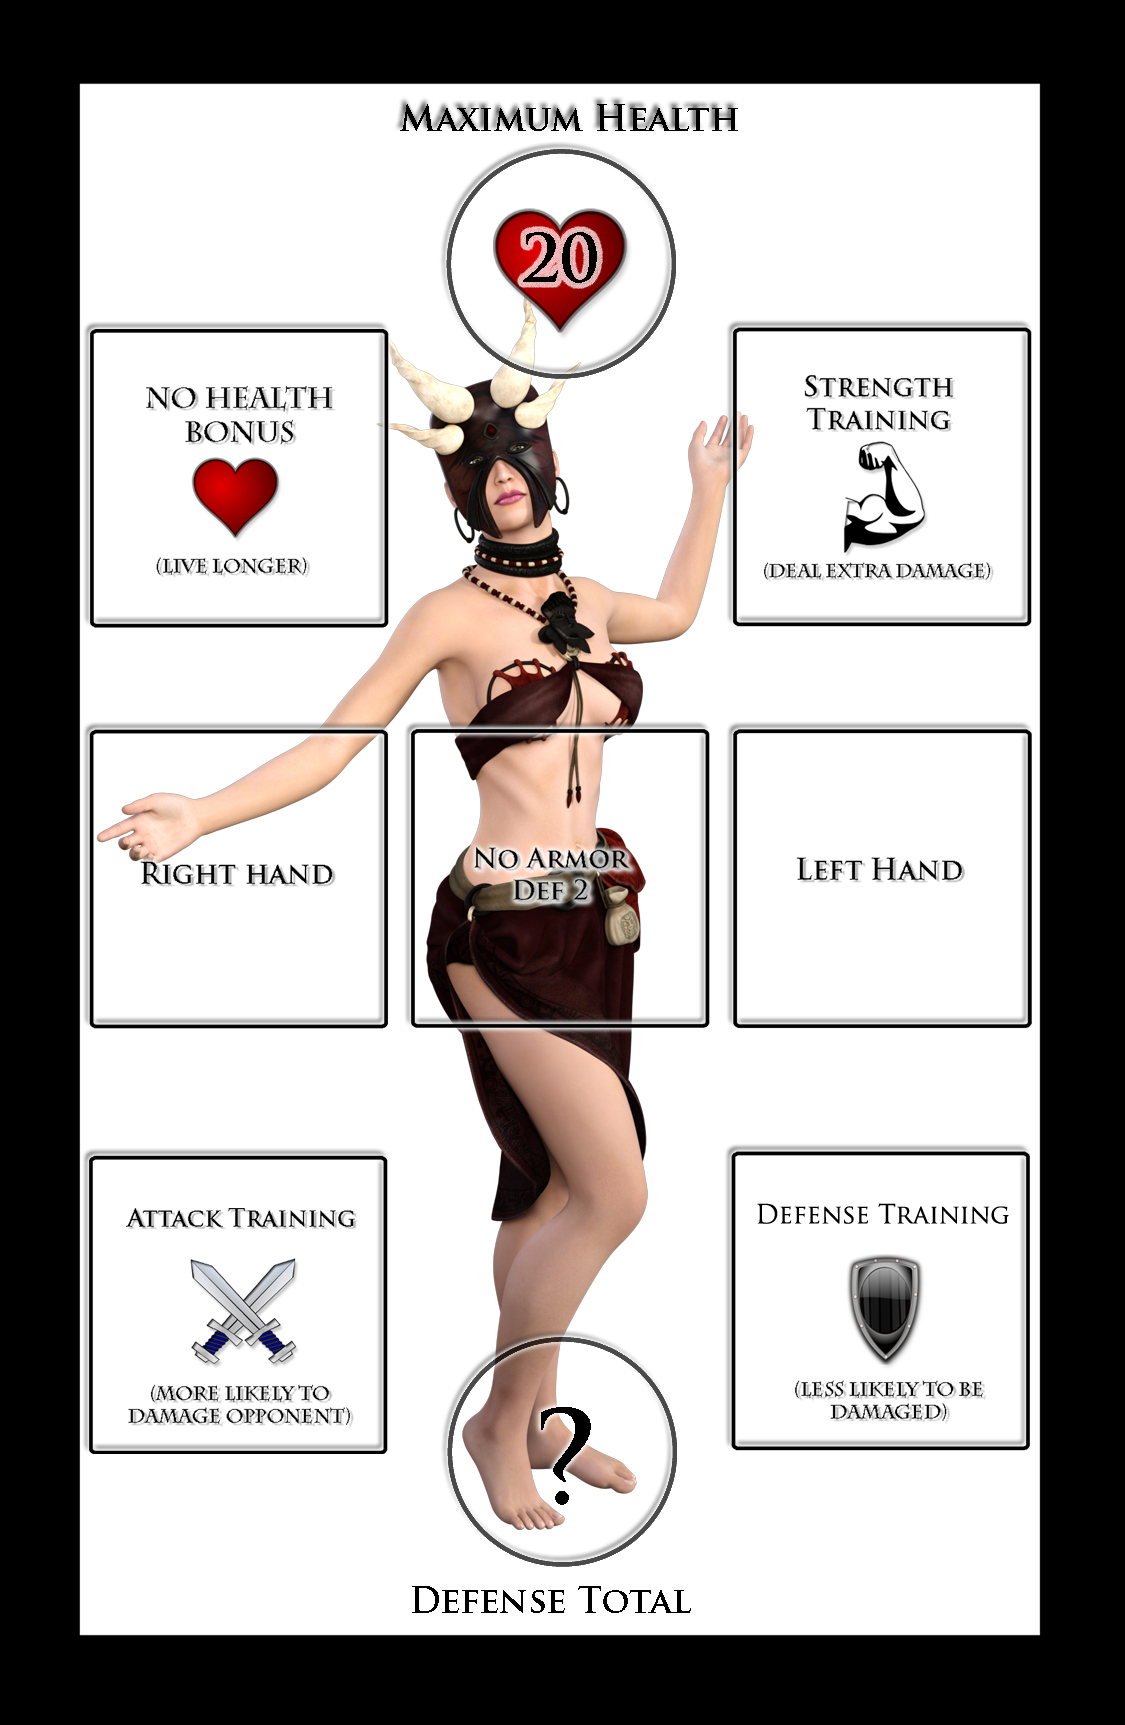 Maximum Health
20
No Health
Bonus
(Live Longer)
Strength
Training
(Deal Extra Damage)
Right Hand
No Armor
Def 2
Left Hand
Attack Training
(More Likely to
Damage Opponent)
Defense Training
(Less Likely to be
Damaged)
?
Defense Total